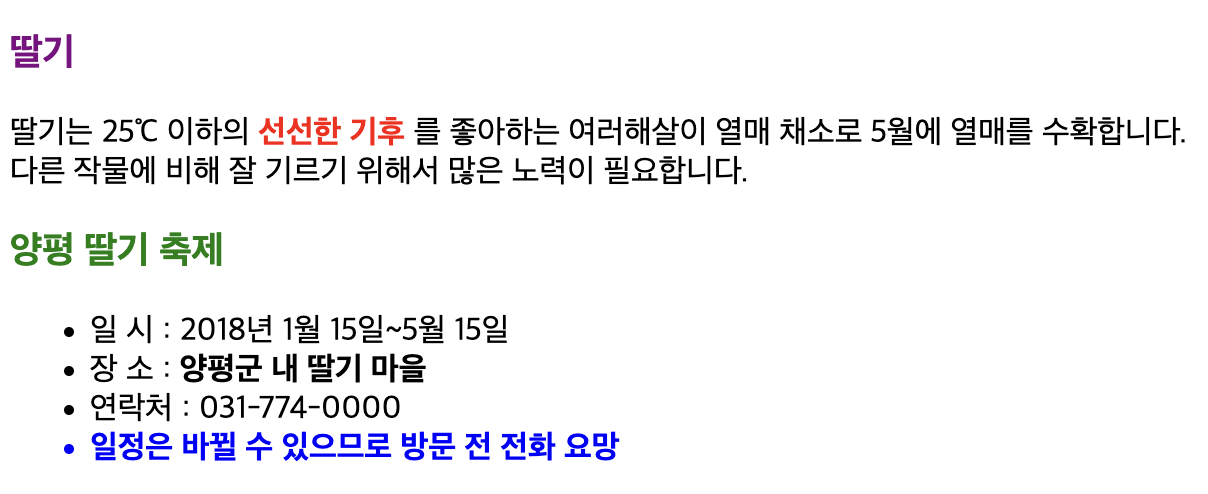 딸기
딸기는 25℃ 이하의 선선한 기후 를 좋아하는 여러해살이 열매 채소로 5월에 열매를 수확합니다.
다른 작물에 비해 잘 기르기 위해서 많은 노력이 필요합니다.
양평 딸기 축제
• 일 시 : 2018년 1월 15일~5월 15일
• 장 소 : 양평군 내 딸기 마을
• 연락처 : 031-774-0000
• 일정은 바뀔 수 있으므로 방문 전 전화 요망